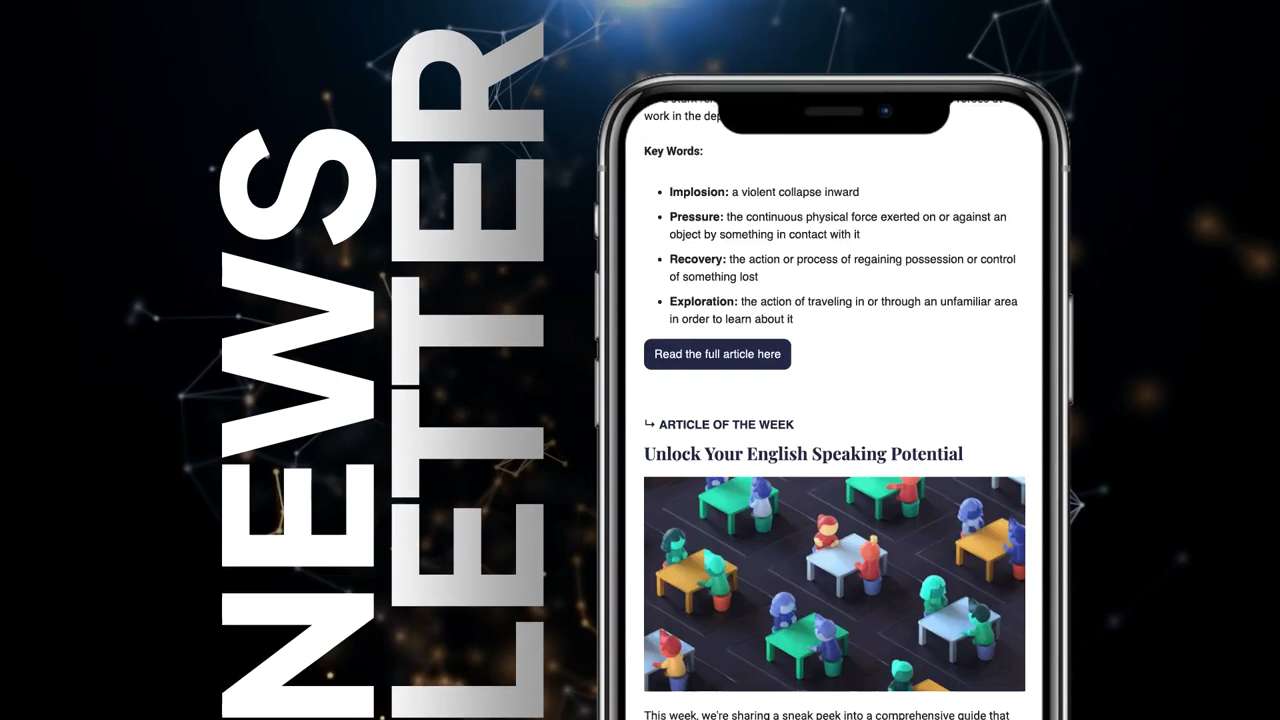 NEWS
LETTER
work in the
Key Words:
• Implosion: a violent collapse inward
• Pressure: the continuous physical force exerted on or against an
object by something in contact with it
• Recovery: the action or process of regaining possession or control
of something lost
• Exploration: the action of traveling in or through an unfamiliar area
in order to learn about it
Read the full article here
↳ ARTICLE OF THE WEEK
Unlock Your English Speaking Potential
This week, we're sharing a sneak peek into a comprehensive guide that